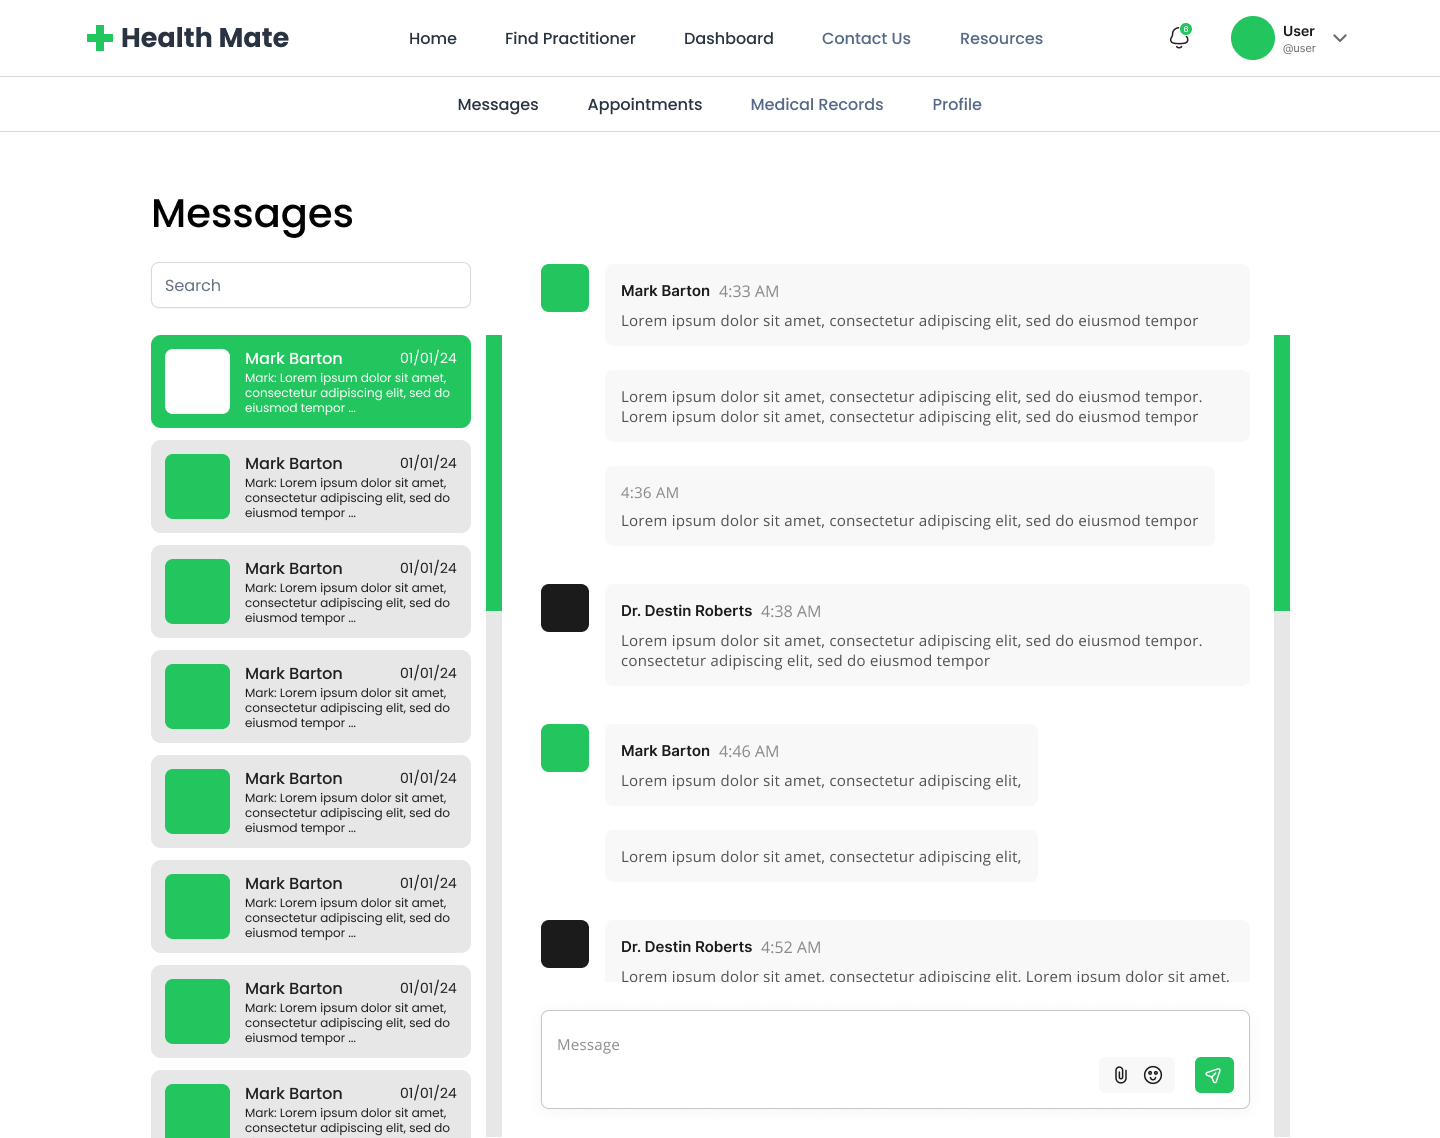 Health Mate
Home
Find Practitioner
Dashboard
Contact Us
Resources
6
User
@user
Messages
Appointments
Medical Records
Profile
Messages
Search
Mark Barton 01/01/24
Mark: Lorem ipsum dolor sit amet,
consectetur adipiscing elit, sed do
eiusmod tempor ...
Mark Barton 01/01/24
Mark: Lorem ipsum dolor sit amet,
consectetur adipiscing elit, sed do
eiusmod tempor ...
Mark Barton 01/01/24
Mark: Lorem ipsum dolor sit amet,
consectetur adipiscing elit, sed do
eiusmod tempor ...
Mark Barton 01/01/24
Mark: Lorem ipsum dolor sit amet,
consectetur adipiscing elit, sed do
eiusmod tempor ...
Mark Barton 01/01/24
Mark: Lorem ipsum dolor sit amet,
consectetur adipiscing elit, sed do
eiusmod tempor ...
Mark Barton 01/01/24
Mark: Lorem ipsum dolor sit amet,
consectetur adipiscing elit, sed do
eiusmod tempor ...
Mark Barton 01/01/24
Mark: Lorem ipsum dolor sit amet,
consectetur adipiscing elit, sed do
eiusmod tempor ...
Mark Barton 01/01/24
Mark: Lorem ipsum dolor sit amet,
consectetur adipiscing elit, sed do
Mark Barton 4:33 AM
Lorem ipsum dolor sit amet, consectetur adipiscing elit, sed do eiusmod tempor
Lorem ipsum dolor sit amet, consectetur adipiscing elit, sed do eiusmod tempor.
Lorem ipsum dolor sit amet, consectetur adipiscing elit, sed do eiusmod tempor
4:36 AM
Lorem ipsum dolor sit amet, consectetur adipiscing elit, sed do eiusmod tempor
Dr. Destin Roberts 4:38 AM
Lorem ipsum dolor sit amet, consectetur adipiscing elit, sed do eiusmod tempor.
consectetur adipiscing elit, sed do eiusmod tempor
Mark Barton 4:46 AM
Lorem ipsum dolor sit amet, consectetur adipiscing elit,
Lorem ipsum dolor sit amet, consectetur adipiscing elit,
Dr. Destin Roberts 4:52 AM
Lorem ipsum dolor sit amet, consectetur adipiscing elit. Lorem ipsum dolor sit amet.
Message